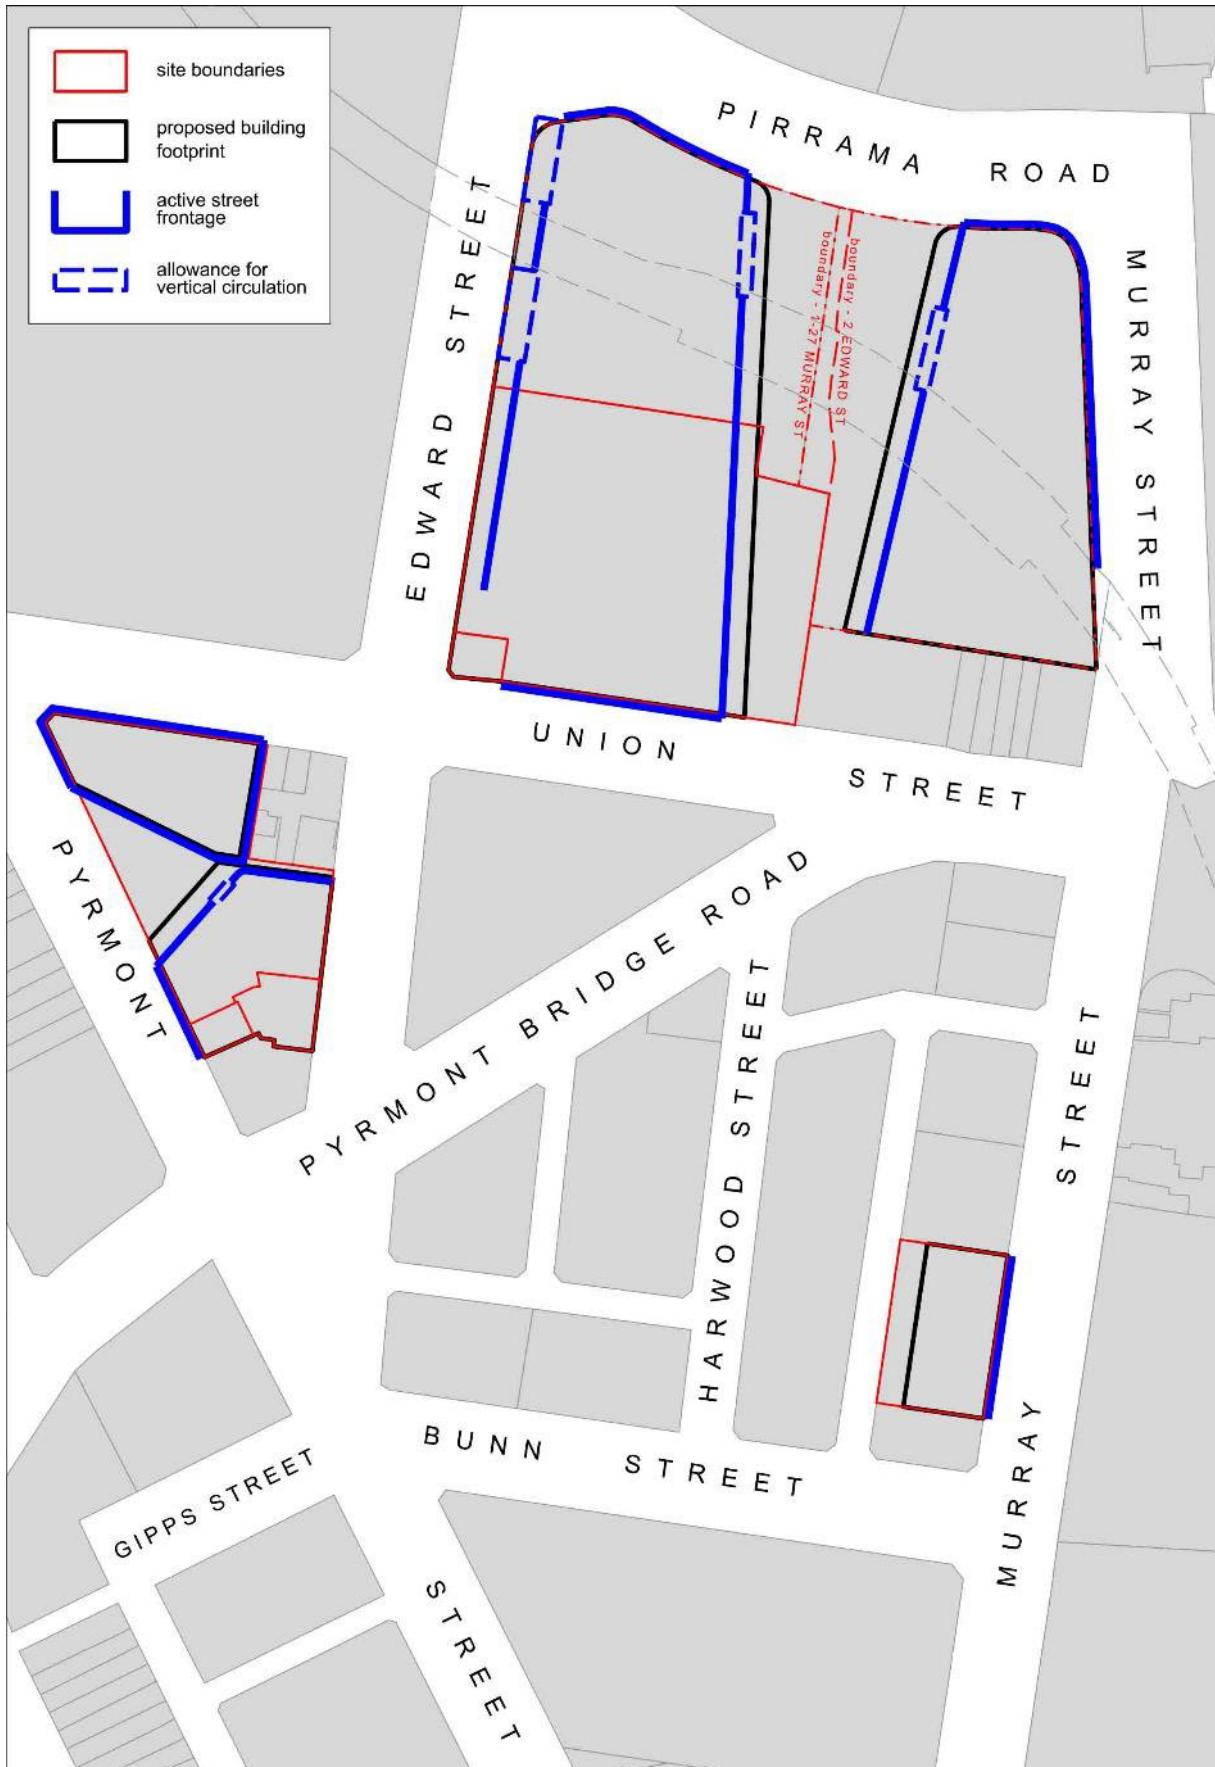 site boundaries
proposed building
footprint
active street
frontage
allowance for
vertical circulation
PIRRAMA ROAD
EDWARD STREET
MURRAY STREET
boundary - 2 EDWARD ST
boundary - 1-27 MURRAY ST
UNION STREET
PYRMONT STREET
PYRMONT BRIDGE ROAD
HARWOOD STREET
MURRAY STREET
BUNN STREET
GIPPS STREET